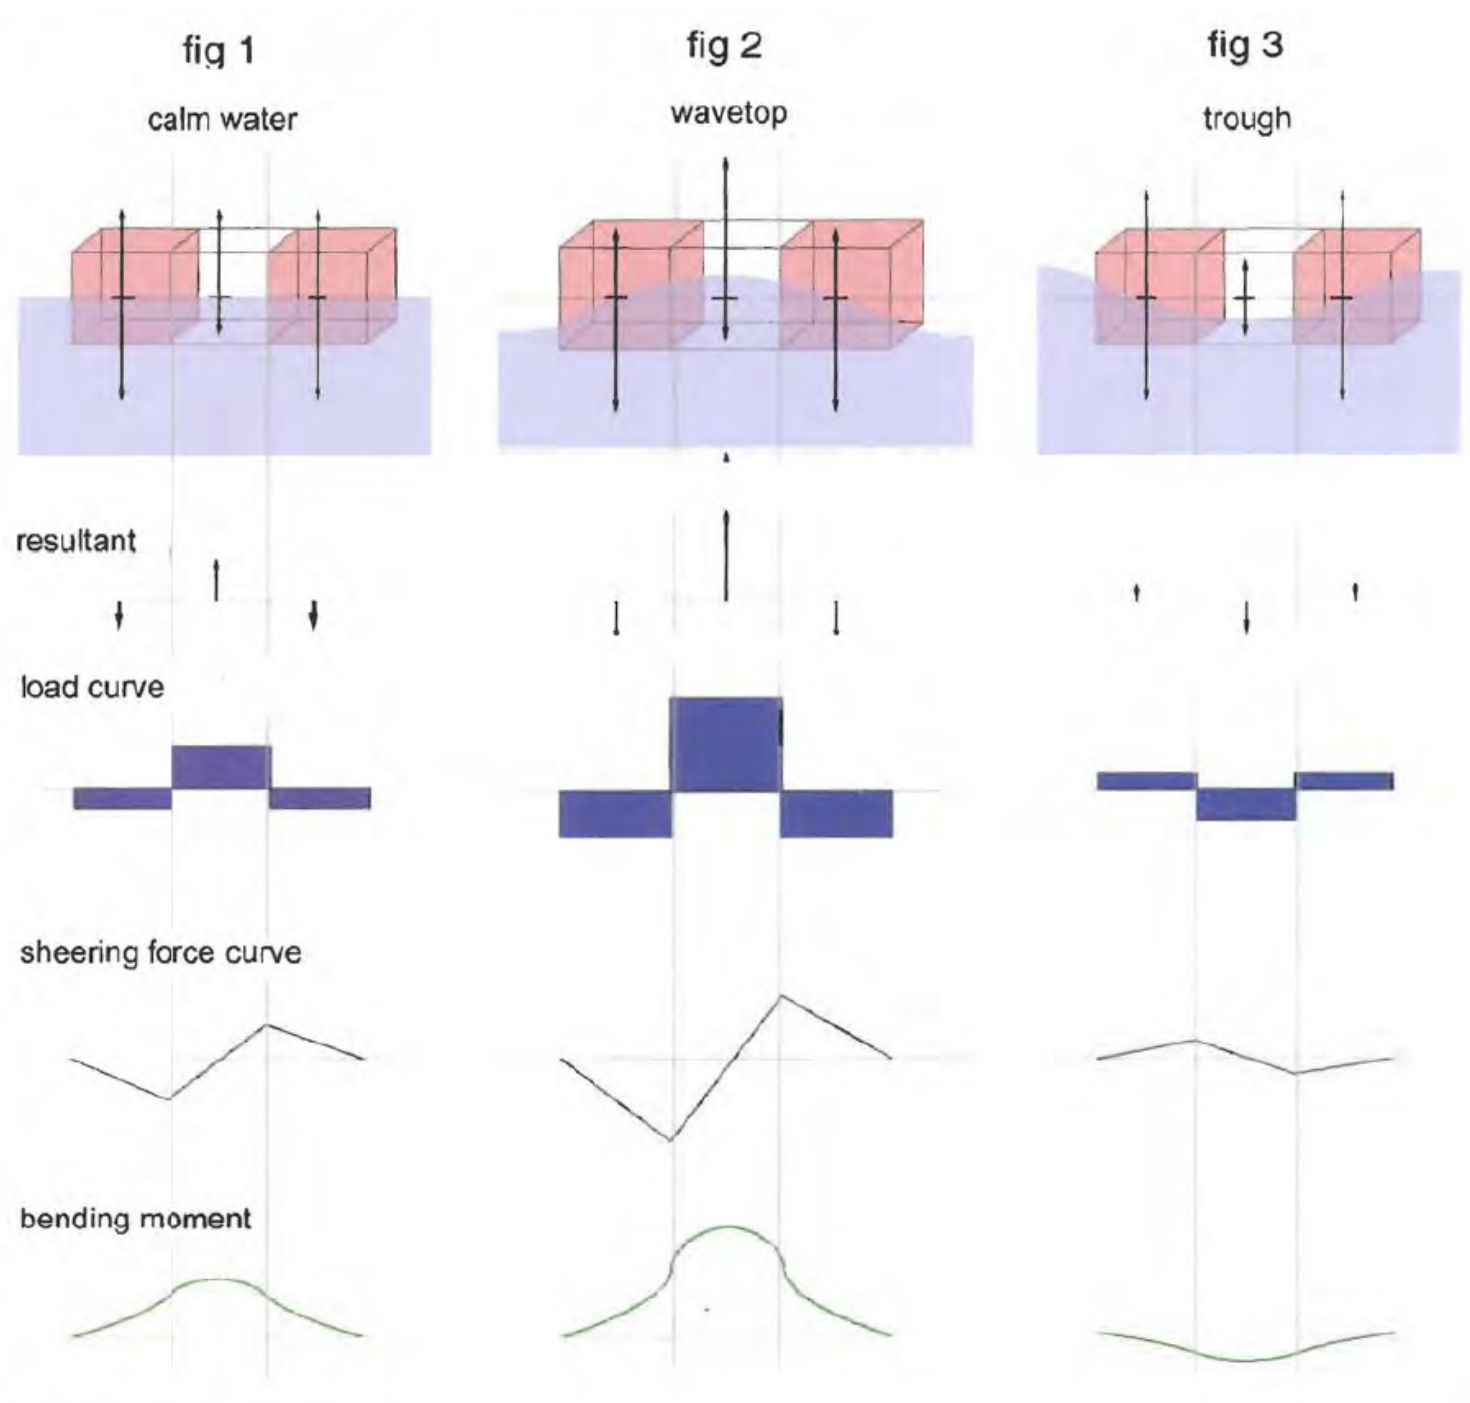 fig 1
fig 2
fig 3
calm water
wavetop
trough
resultant
load curve
sheering force curve
bending moment